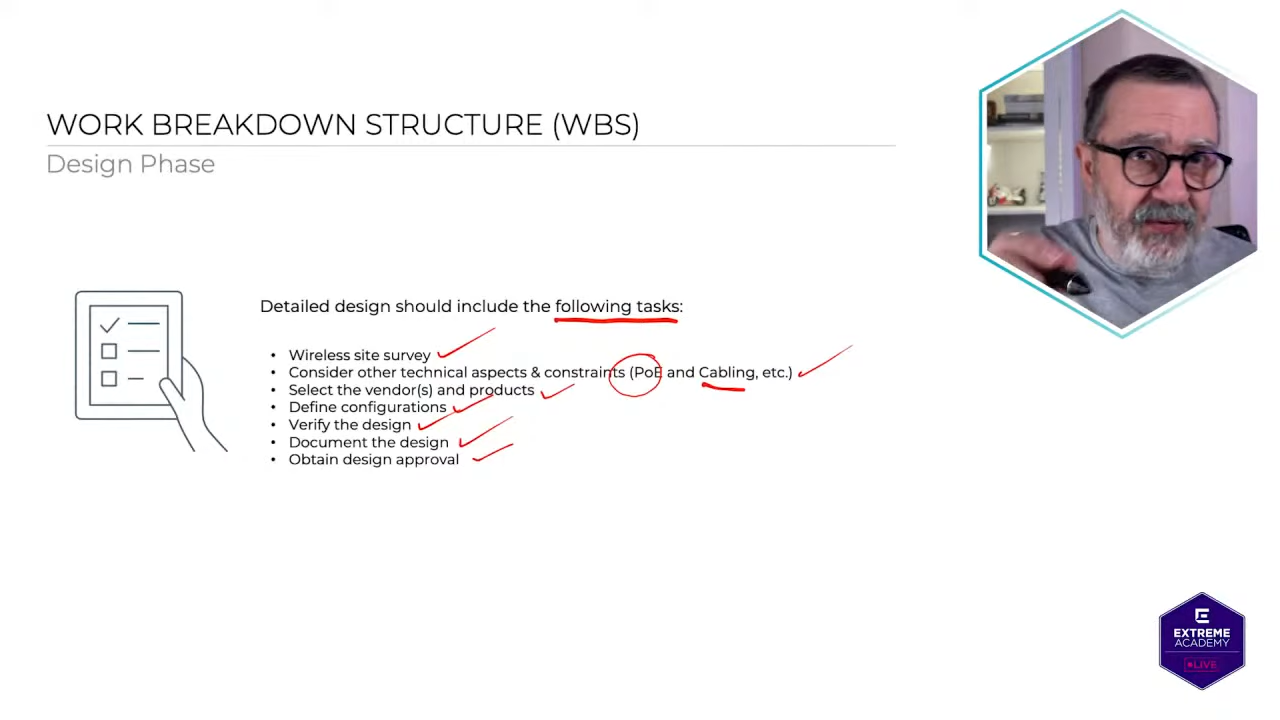 WORK BREAKDOWN STRUCTURE (WBS)
Design Phase
Detailed design should include the following tasks:
• Wireless site survey
• Consider other technical aspects & constraints (PoE and Cabling, etc.)
• Select the vendor(s) and products
• Define configurations
• Verify the design
• Document the design
• Obtain design approval
EXTREME
ACADEMY
LIVE